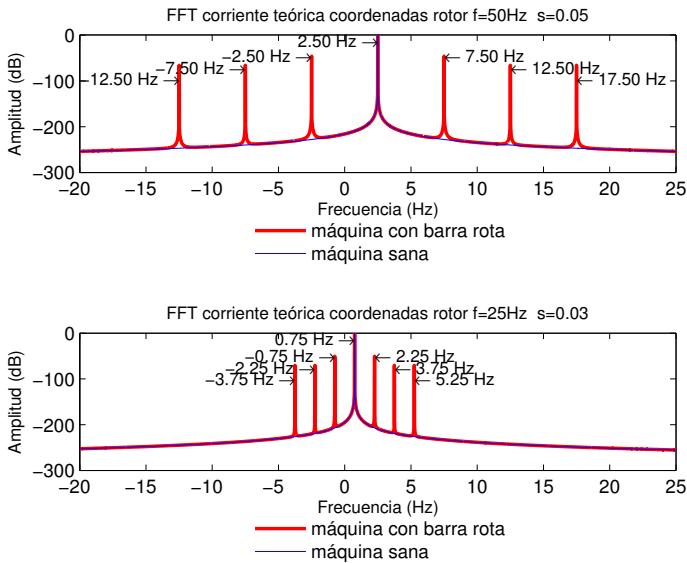 FFT corriente teórica coordenadas rotor f=50Hz s=0.05
Amplitud (dB)
0
−100
−200
−300
2.50 Hz
−2.50 Hz
−7.50 Hz
−12.50 Hz
7.50 Hz
12.50 Hz
17.50 Hz
−20 −15 −10 −5 0 5 10 15 20 25
Frecuencia (Hz)
máquina con barra rota
máquina sana
FFT corriente teórica coordenadas rotor f=25Hz s=0.03
Amplitud (dB)
0
−100
−200
−300
0.75 Hz
−0.75 Hz
−2.25 Hz
−3.75 Hz
2.25 Hz
3.75 Hz
5.25 Hz
−20 −15 −10 −5 0 5 10 15 20 25
Frecuencia (Hz)
máquina con barra rota
máquina sana